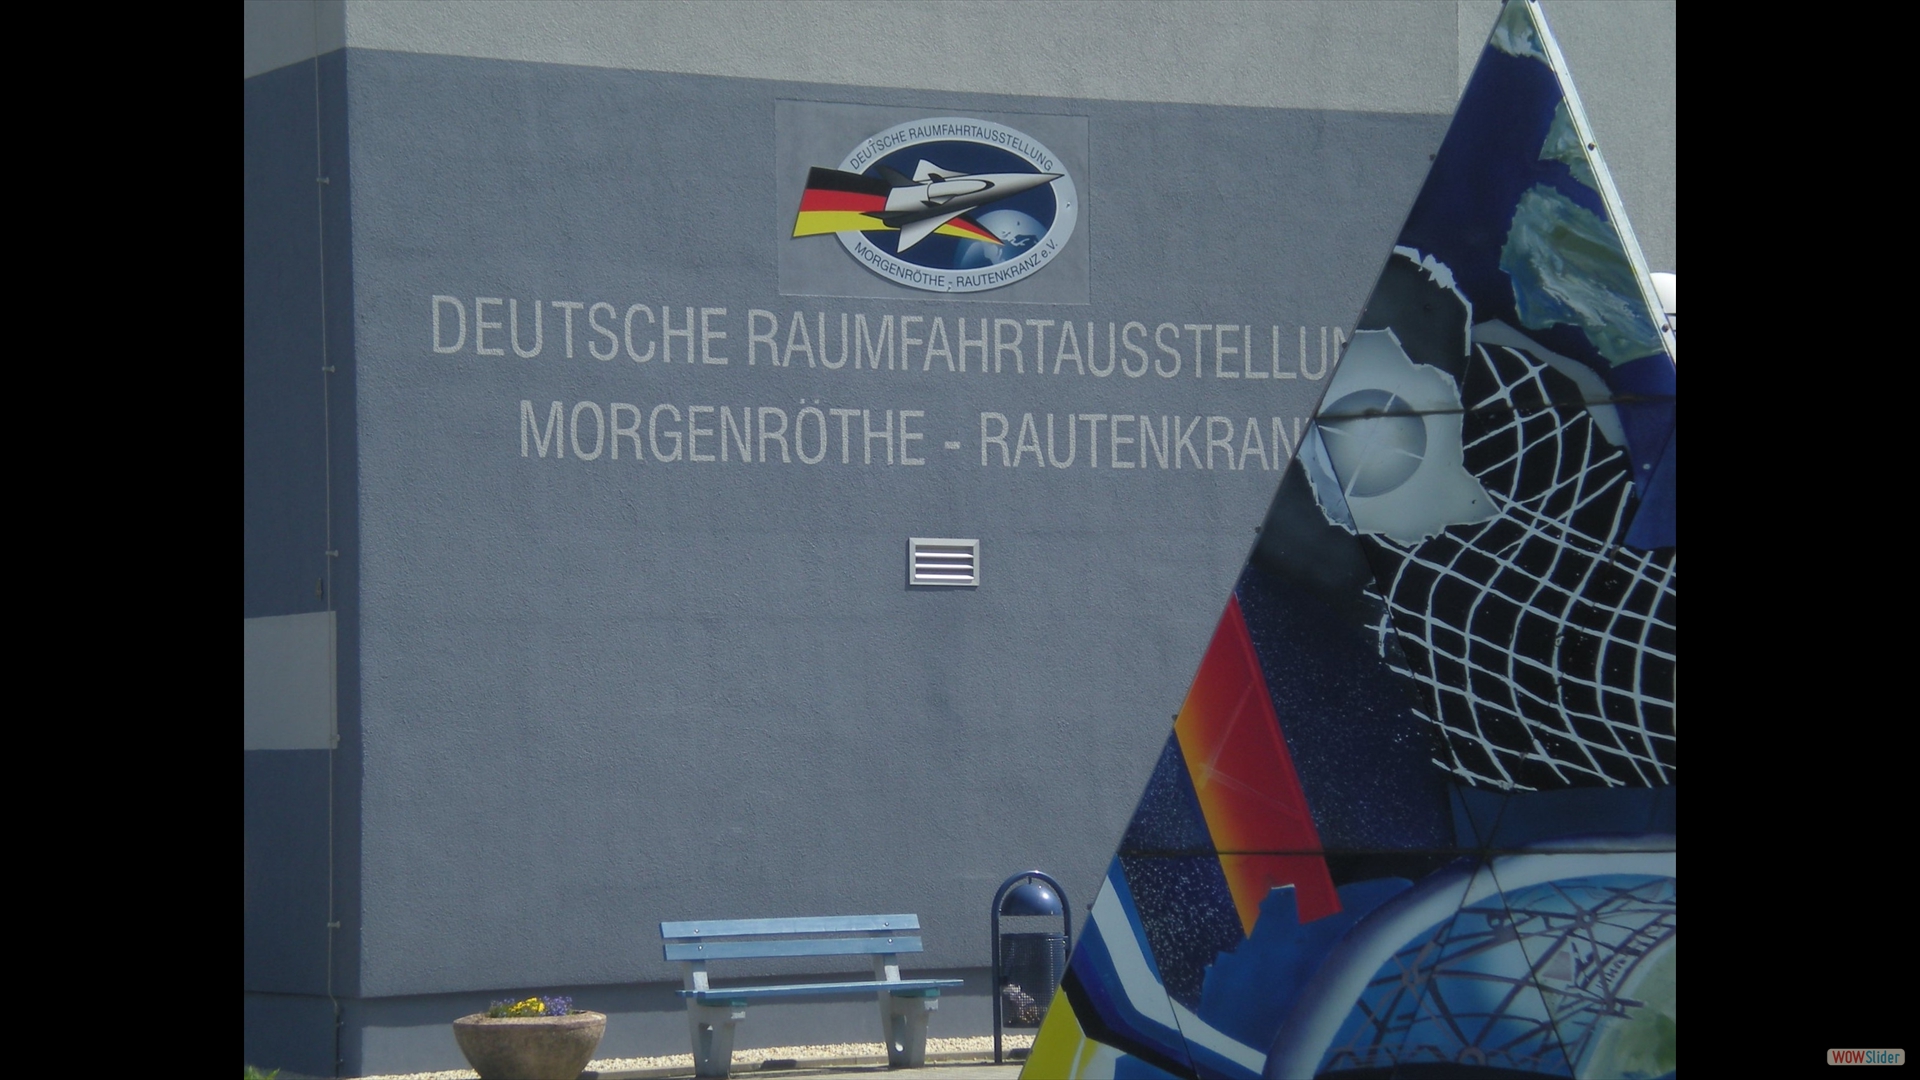 DEUTSCHE RAUMFAHRTAUSSTELLUNG
MORGENRÖTHE - RAUTENKRANZ e.V.
DEUTSCHE RAUMFAHRTAUSSTELLUN
MORGENRÖTHE - RAUTENKRAN
WOWSlider